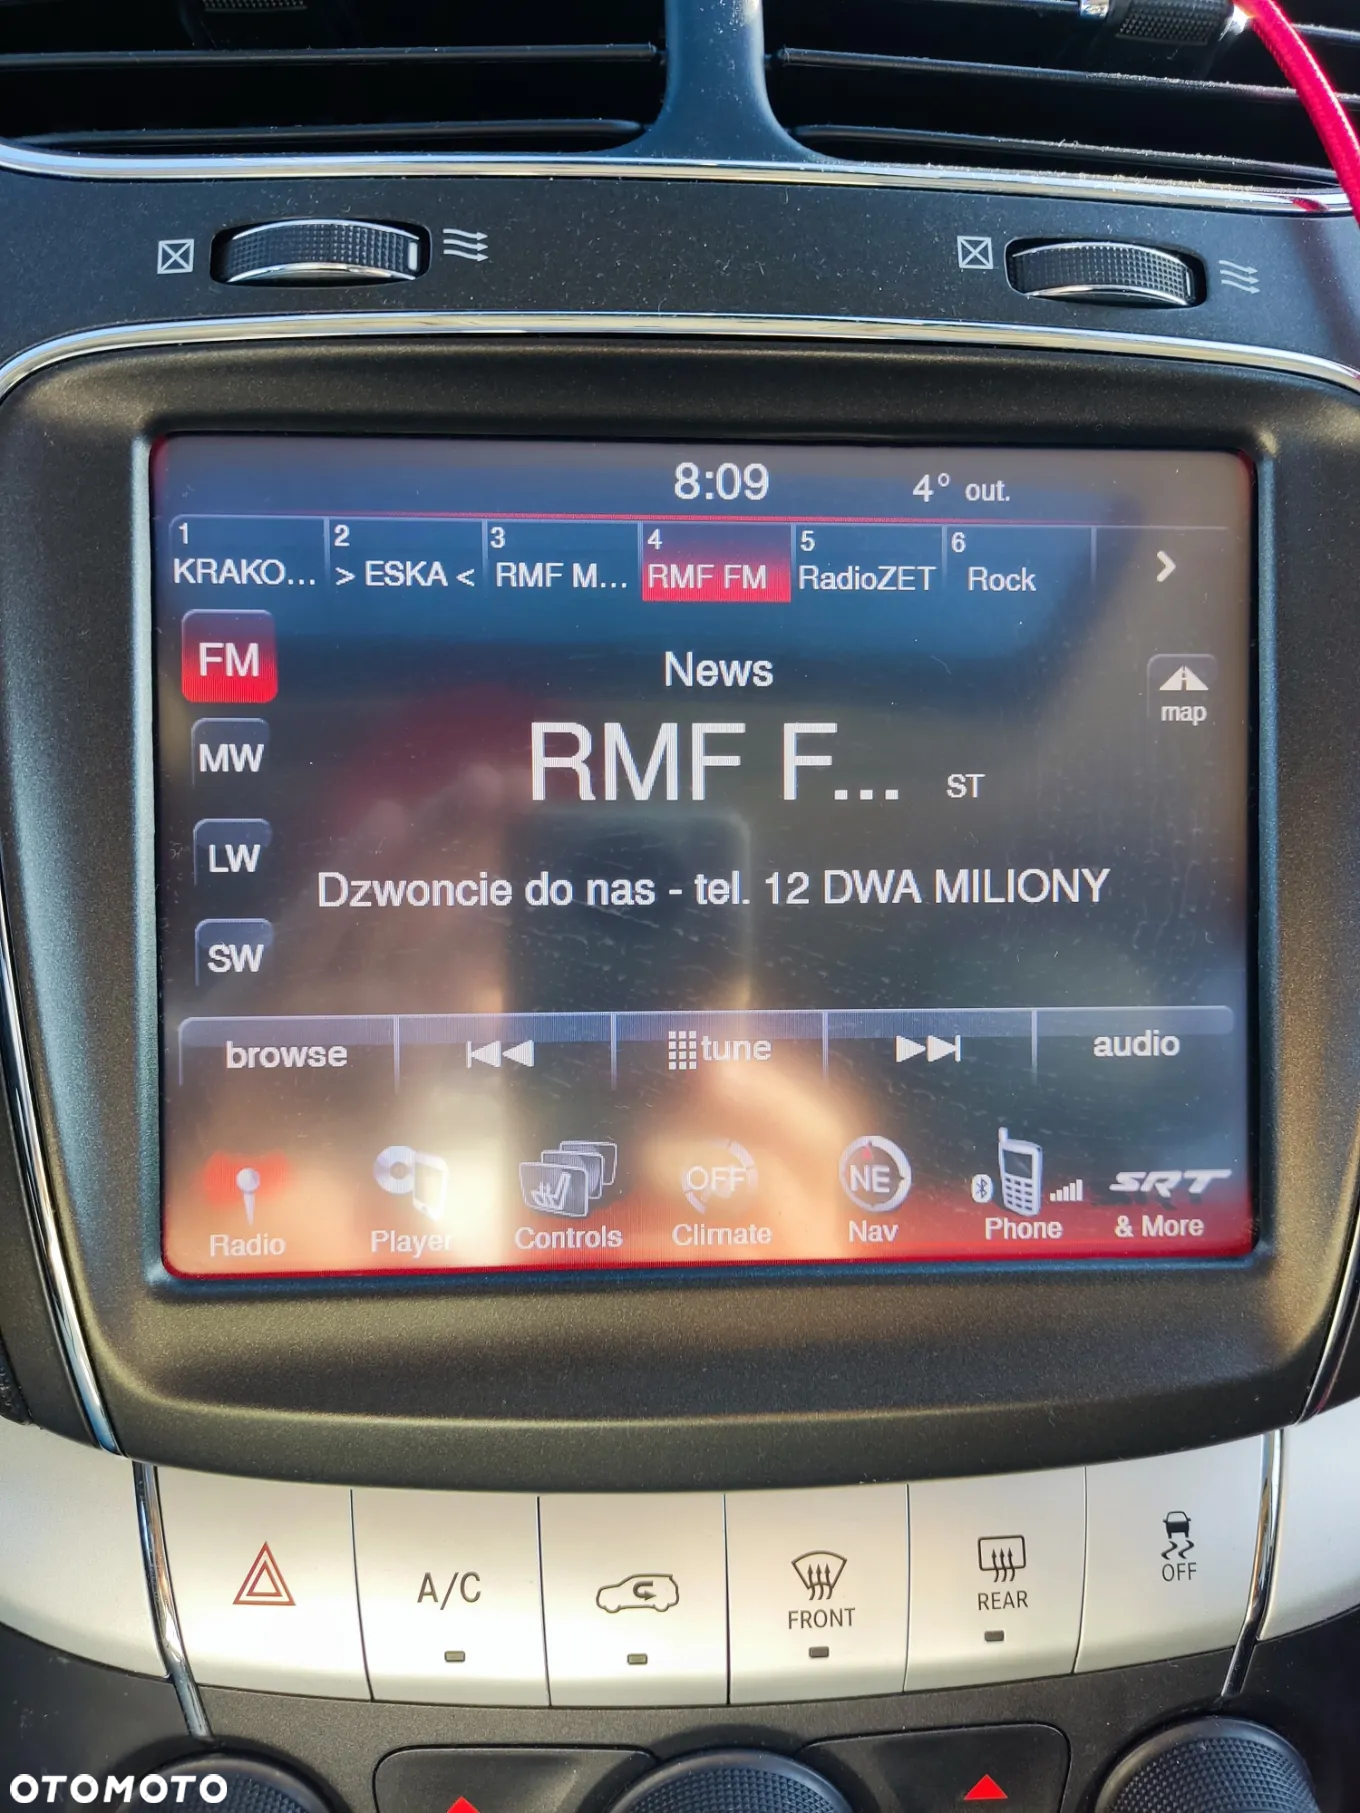 8:09
4° out.
1 2 3 4 5 6
KRAKO... > ESKA < RMF M... RMF FM RadioZET Rock
FM
News
map
MW
RMF F... ST
LW
Dzwoncie do nas - tel. 12 DWA MILIONY
SW
browse tune audio
OFF NE SRT
Radio Player Controls Climate Nav Phone & More
A/C FRONT REAR OFF
OTOMOTO